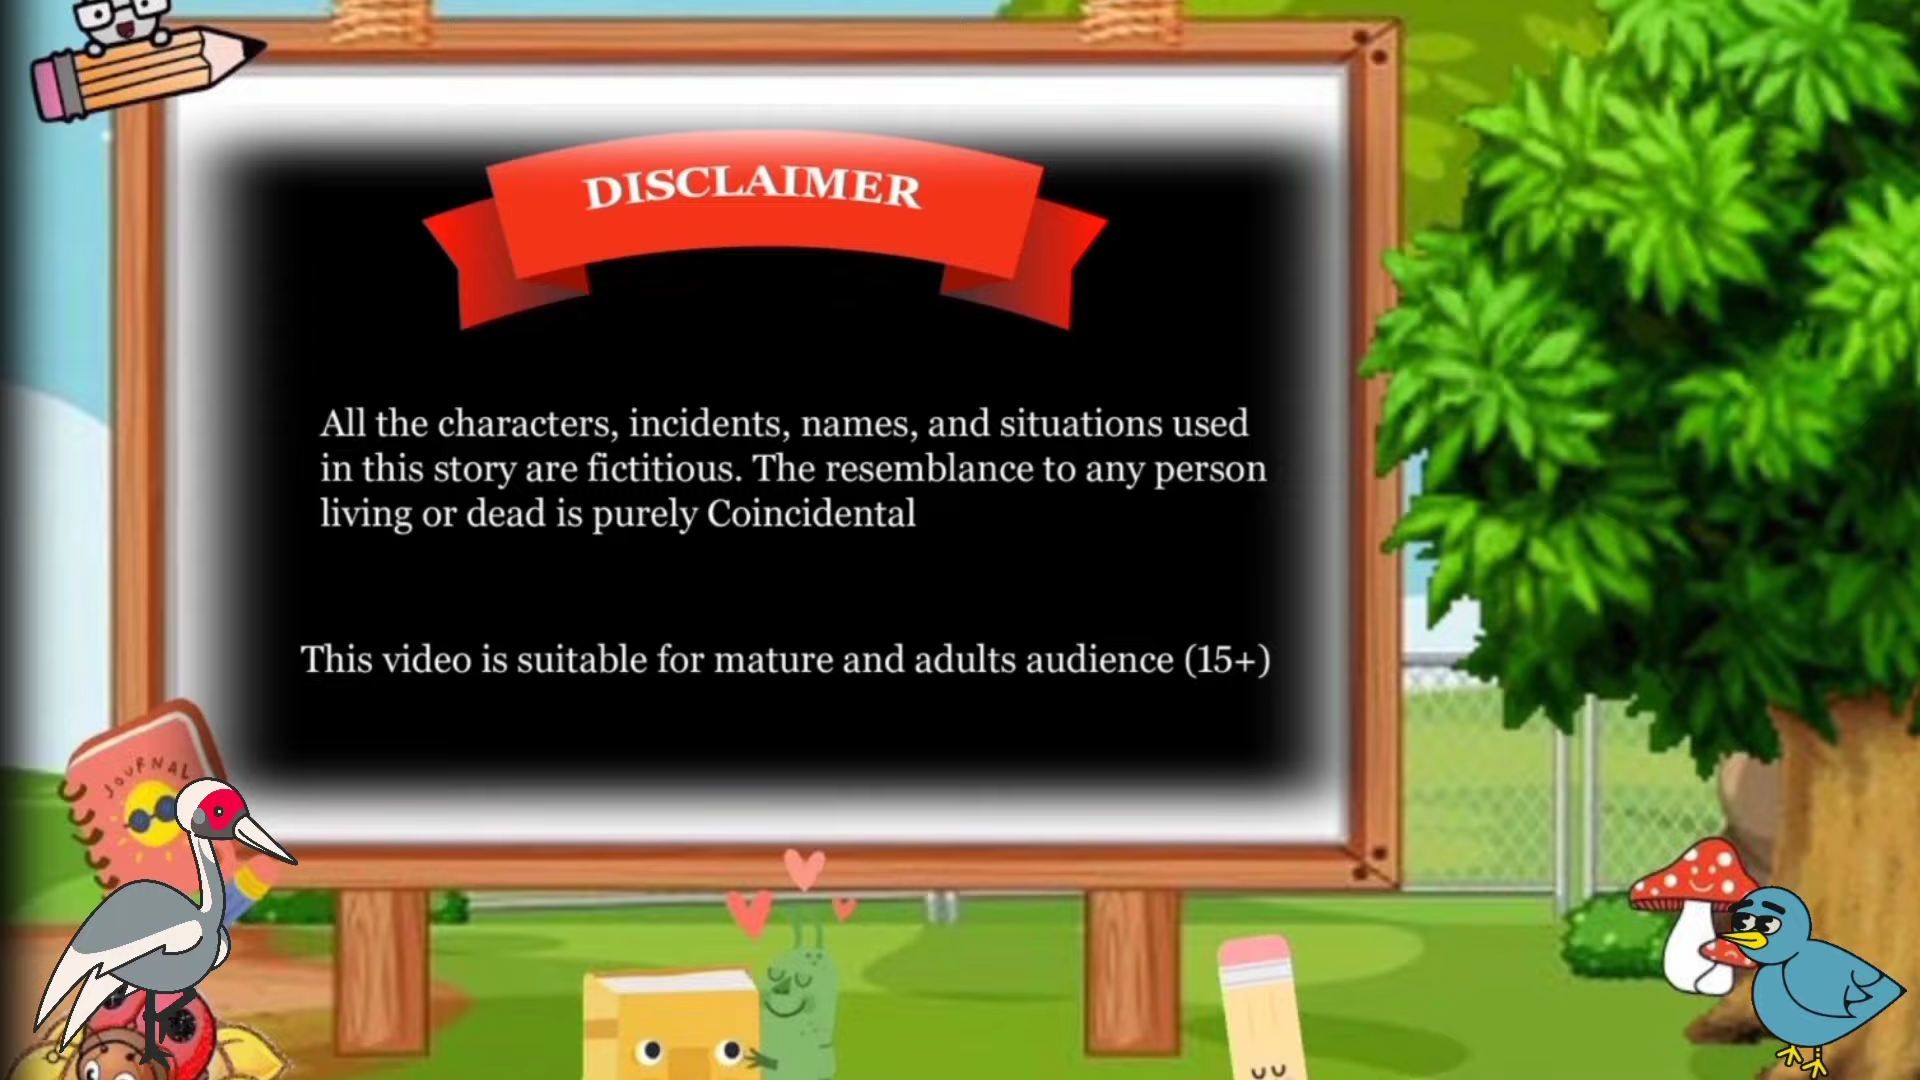 DISCLAIMER
All the characters, incidents, names, and situations used
in this story are fictitious. The resemblance to any person
living or dead is purely Coincidental
This video is suitable for mature and adults audience (15+)
JOURNAL